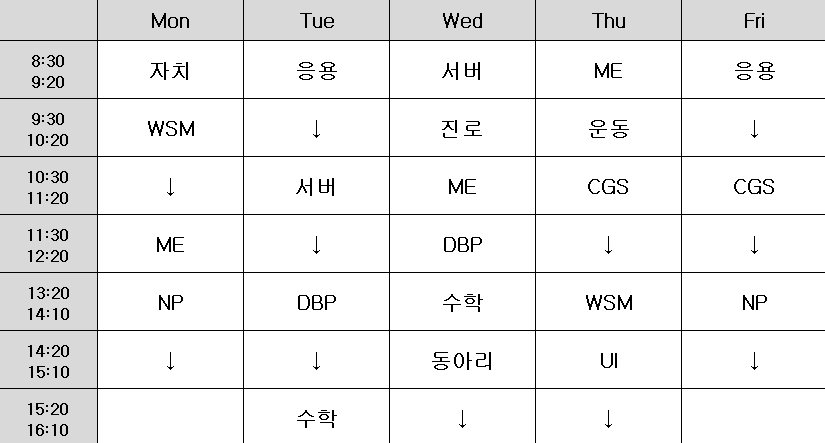 Mon Tue Wed Thu Fri
8:30
9:20
자치 응용 서버 ME 응용
9:30
10:20
WSM ↓ 진로 운동 ↓
10:30
11:20
↓ 서버 ME CGS CGS
11:30
12:20
ME ↓ DBP ↓ ↓
13:20
14:10
NP DBP 수학 WSM NP
14:20
15:10
↓ ↓ 동아리 UI ↓
15:20
16:10
수학 ↓ ↓